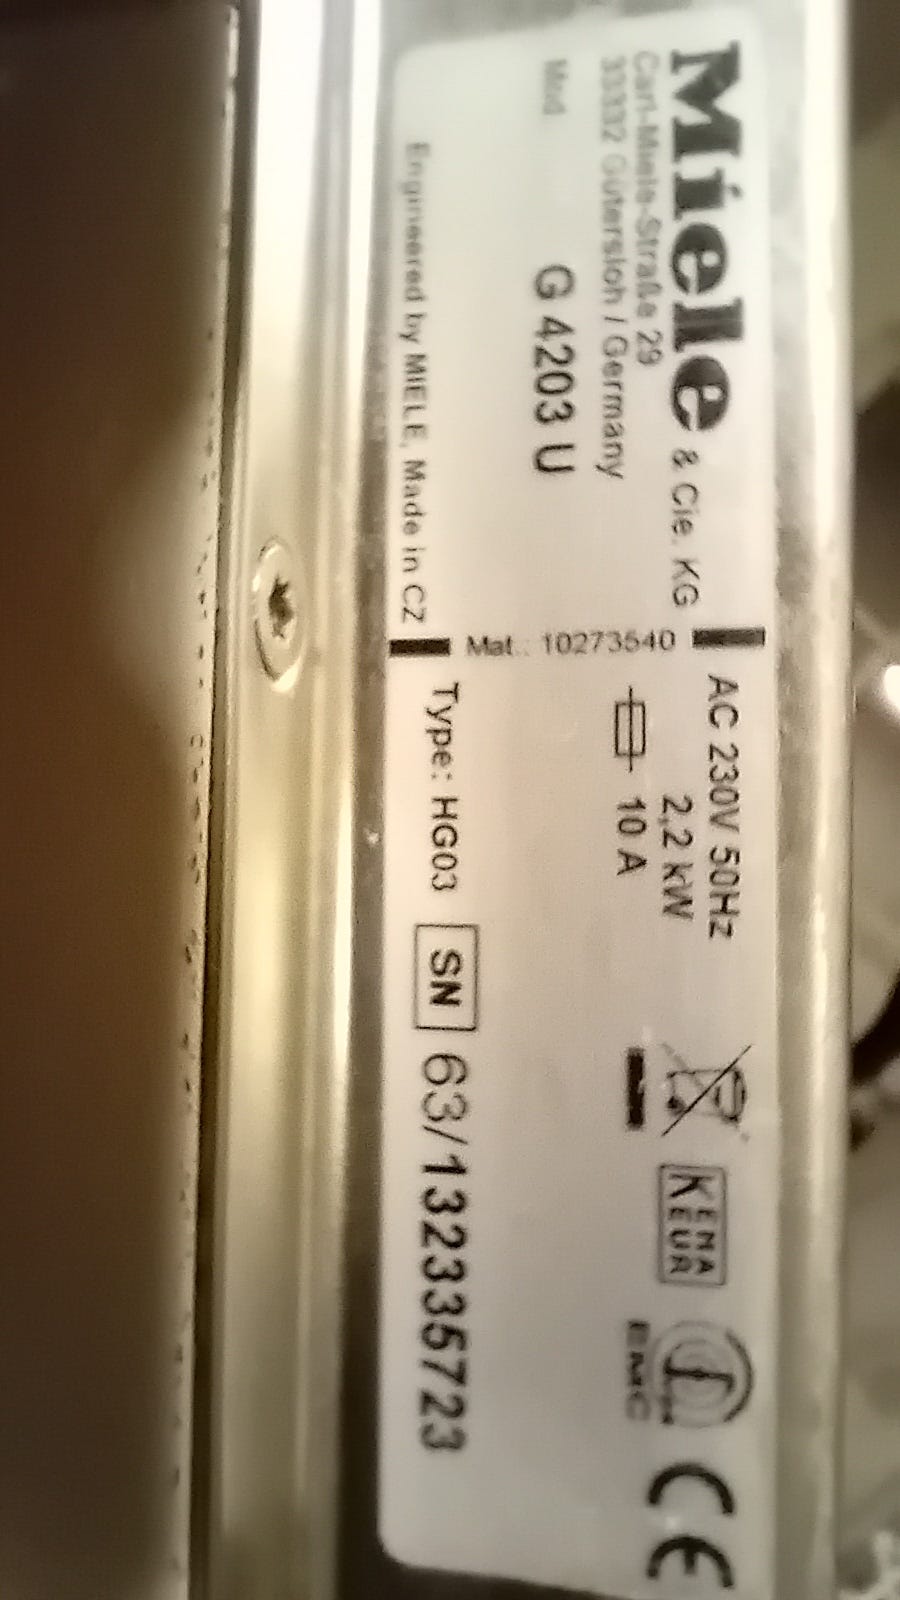 Miele & Cie. KG
Carl-Miele-Straße 29
33332 Gütersloh / Germany
Mod G 4203 U
Engineered by MIELE, Made in CZ
Mat.: 10273540
AC 230V 50Hz
2,2 kW
10 A
KEMA
KEUR
EMC
CE
Type: HG03 SN 63/132335723